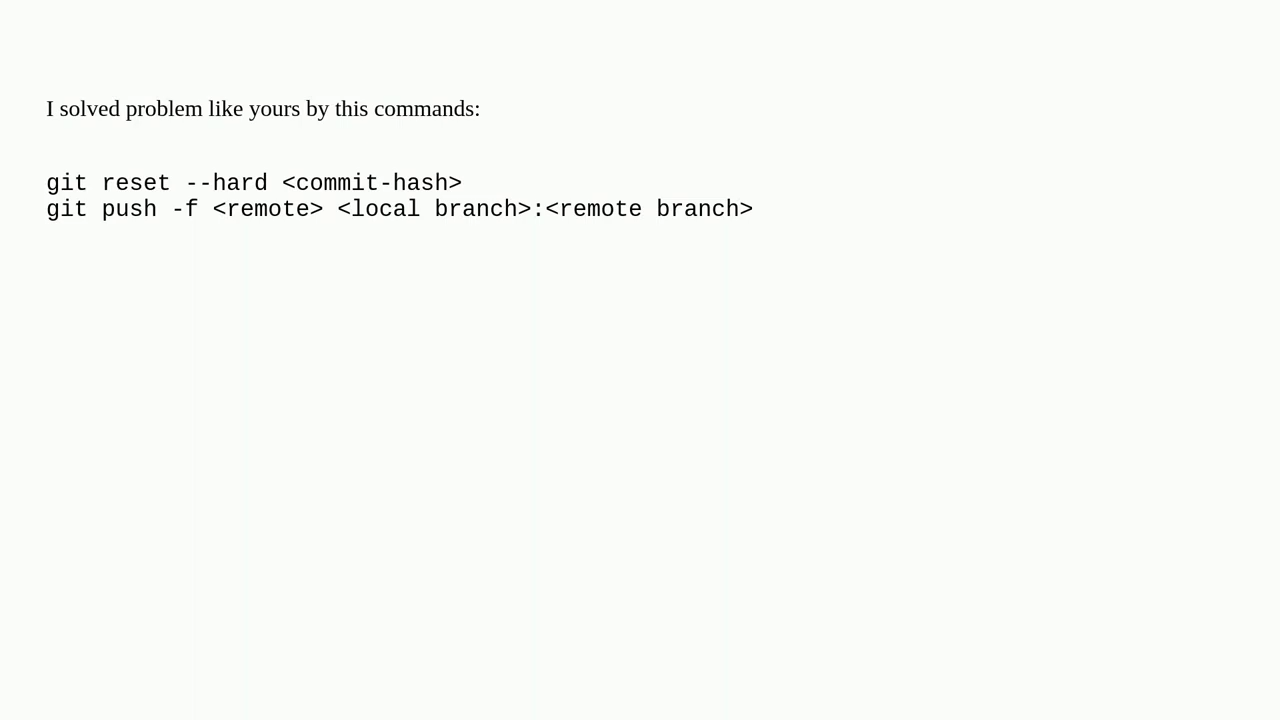 I solved problem like yours by this commands:
git reset --hard <commit-hash>
git push -f <remote> <local branch>:<remote branch>